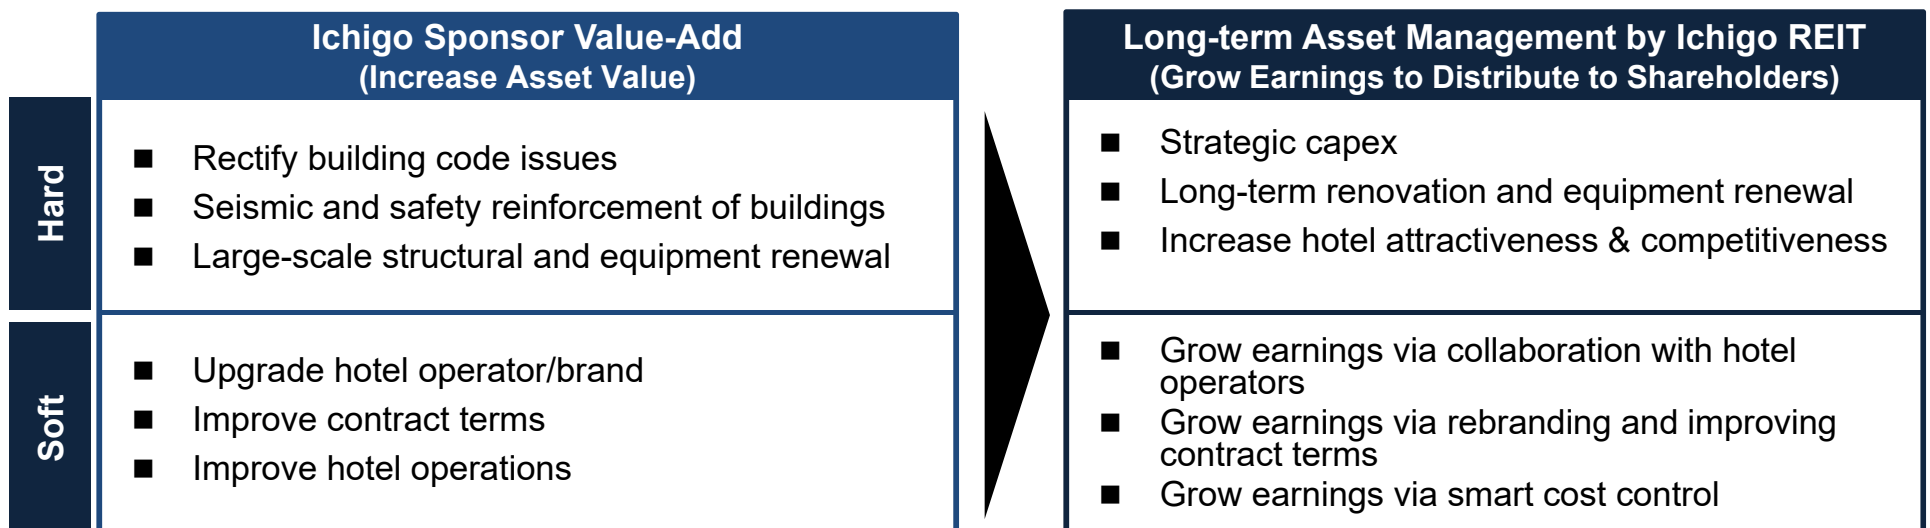 Ichigo Sponsor Value-Add
(Increase Asset Value)
Long-term Asset Management by Ichigo REIT
(Grow Earnings to Distribute to Shareholders)
Hard
■ Rectify building code issues
■ Seismic and safety reinforcement of buildings
■ Large-scale structural and equipment renewal
■ Strategic capex
■ Long-term renovation and equipment renewal
■ Increase hotel attractiveness & competitiveness
Soft
■ Upgrade hotel operator/brand
■ Improve contract terms
■ Improve hotel operations
■ Grow earnings via collaboration with hotel
operators
■ Grow earnings via rebranding and improving
contract terms
■ Grow earnings via smart cost control